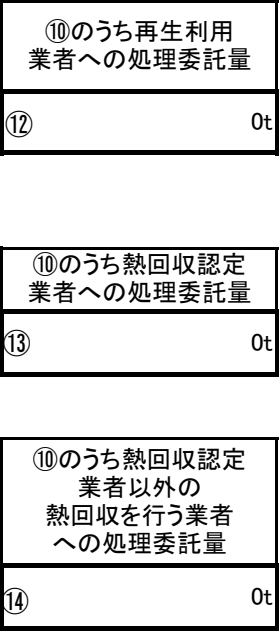 ⑩のうち再生利用
業者への処理委託量
⑫ 0t
⑩のうち熱回収認定
業者への処理委託量
⑬ 0t
⑩のうち熱回収認定
業者以外の
熱回収を行う業者
への処理委託量
⑭ 0t